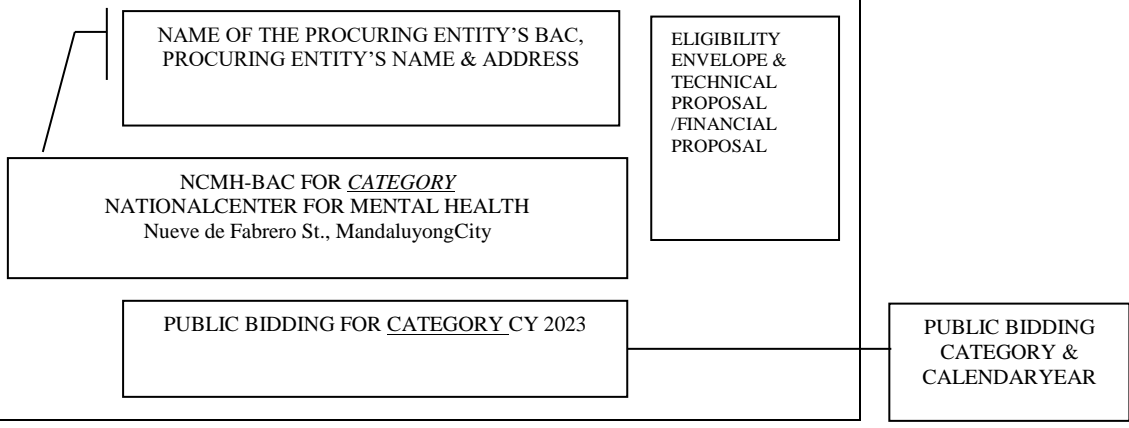 NAME OF THE PROCURING ENTITY’S BAC,
PROCURING ENTITY’S NAME & ADDRESS
ELIGIBILITY
ENVELOPE &
TECHNICAL
PROPOSAL
/FINANCIAL
PROPOSAL
NCMH-BAC FOR CATEGORY
NATIONALCENTER FOR MENTAL HEALTH
Nueve de Fabrero St., MandaluyongCity
PUBLIC BIDDING FOR CATEGORY CY 2023
PUBLIC BIDDING
CATEGORY &
CALENDARYEAR